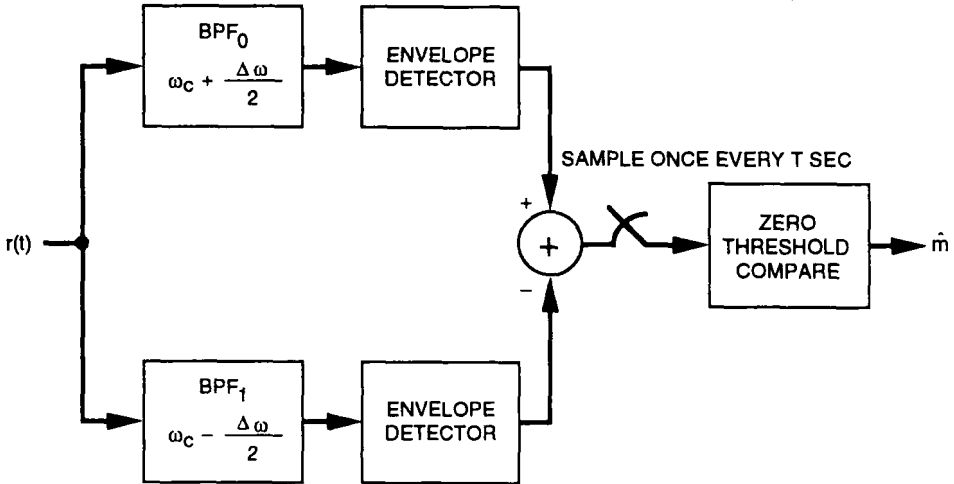 BPF0
ωc + Δω
2
ENVELOPE
DETECTOR
SAMPLE ONCE EVERY T SEC
+
r(t)
+
ZERO
THRESHOLD
COMPARE
m̂
−
BPF1
ωc − Δω
2
ENVELOPE
DETECTOR